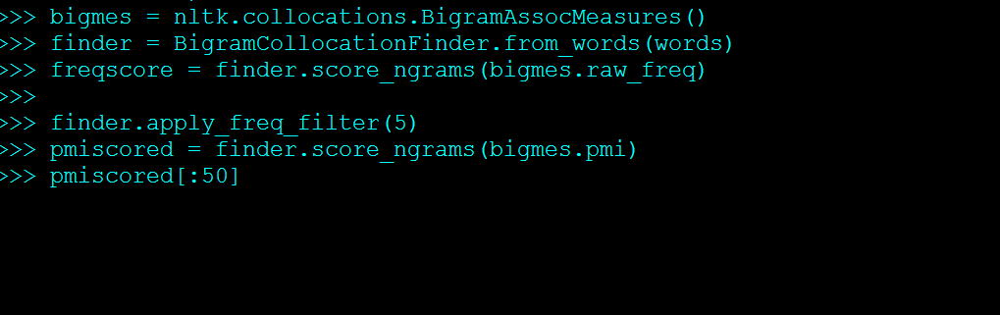 >>> bigmes = nltk.collocations.BigramAssocMeasures()
>>> finder = BigramCollocationFinder.from_words(words)
>>> freqscore = finder.score_ngrams(bigmes.raw_freq)
>>>
>>> finder.apply_freq_filter(5)
>>> pmiscored = finder.score_ngrams(bigmes.pmi)
>>> pmiscored[:50]